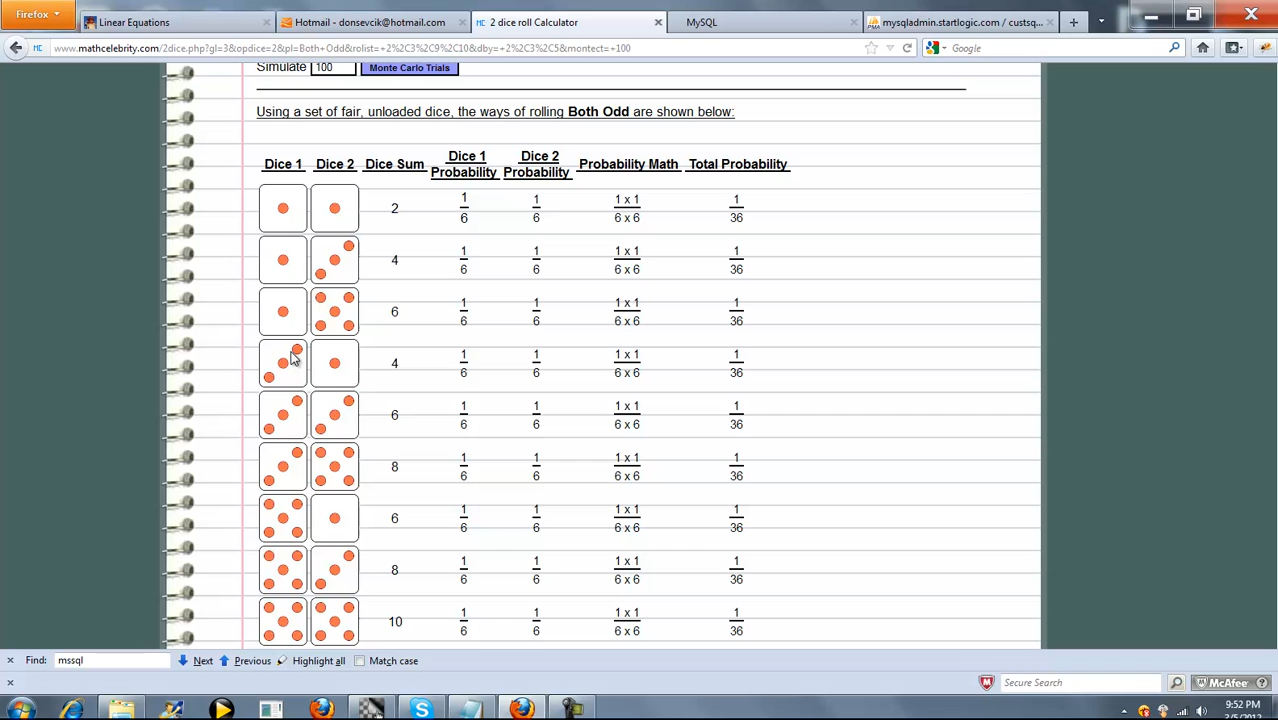 Firefox
Linear Equations
Hotmail - donsevcik@hotmail.com
2 dice roll Calculator
MySQL
mysqladmin.startlogic.com / custsq...
www.mathcelebrity.com/2dice.php?gl=3&opdice=2&pl=Both+Odd&rolist=+2%2C3%2C9%2C10&dby=+2%2C3%2C5&montect=+100
Google
Simulate 100 Monte Carlo Trials
Using a set of fair, unloaded dice, the ways of rolling Both Odd are shown below:
Dice 1 Dice 2 Dice Sum Dice 1 Probability Dice 2 Probability Probability Math Total Probability
2 1/6 1/6 1 x 1/6 x 6 1/36
4 1/6 1/6 1 x 1/6 x 6 1/36
6 1/6 1/6 1 x 1/6 x 6 1/36
4 1/6 1/6 1 x 1/6 x 6 1/36
6 1/6 1/6 1 x 1/6 x 6 1/36
8 1/6 1/6 1 x 1/6 x 6 1/36
6 1/6 1/6 1 x 1/6 x 6 1/36
8 1/6 1/6 1 x 1/6 x 6 1/36
10 1/6 1/6 1 x 1/6 x 6 1/36
Find: mssql Next Previous Highlight all Match case
Secure Search McAfee
9:52 PM